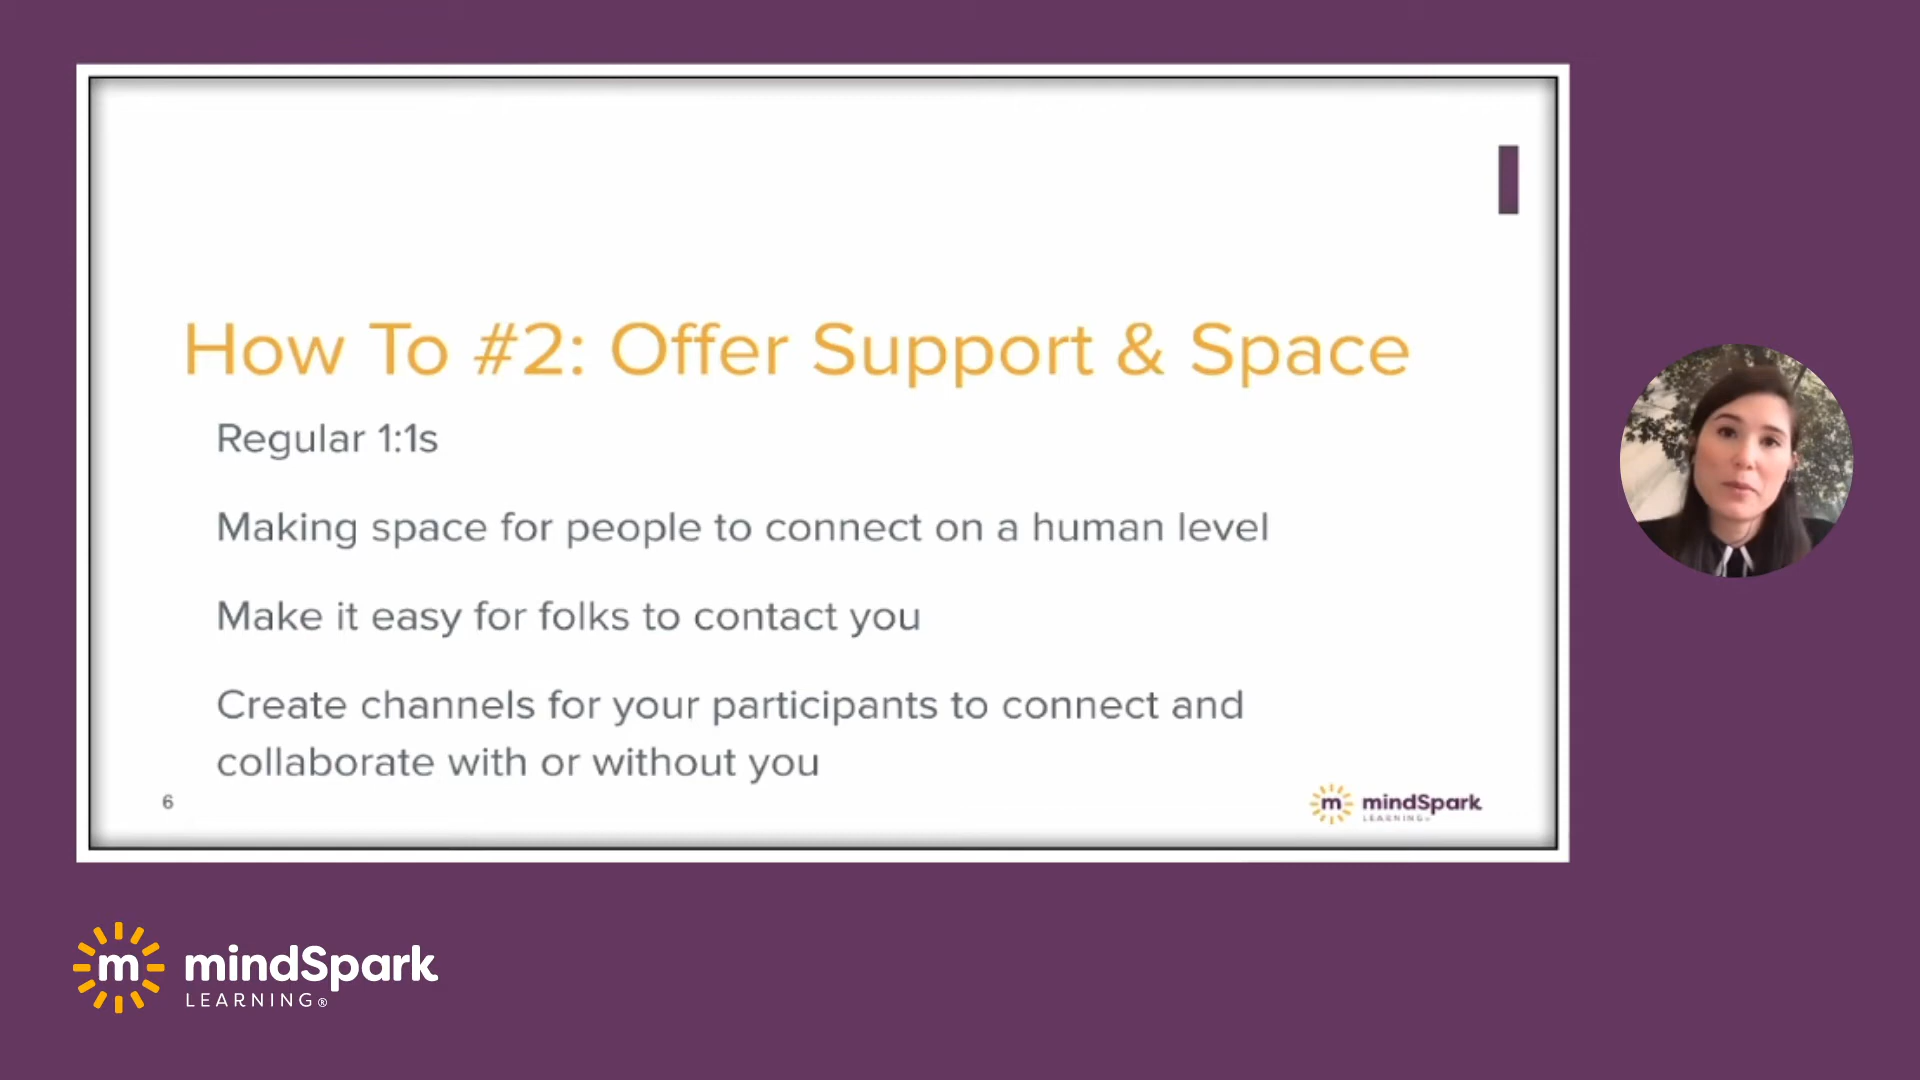 How To #2: Offer Support & Space
Regular 1:1s
Making space for people to connect on a human level
Make it easy for folks to contact you
Create channels for your participants to connect and
collaborate with or without you
6
m mindSpark
LEARNING®
m mindSpark
LEARNING®